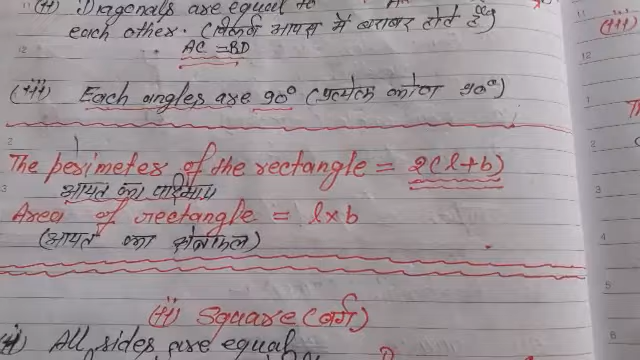 (ii) Diagonals are equal to
each other. (विकर्ण आपस में बराबर होते हैं)
AC = BD
(iii) Each angles are 90° (प्रत्येक कोण 90°)
The perimeter of the rectangle = 2(l+b)
आयत का परिमाप
Area of rectangle = l×b
(आयत का क्षेत्रफल)
(ii) Square (वर्ग)
(i) All sides are equal
(iii)